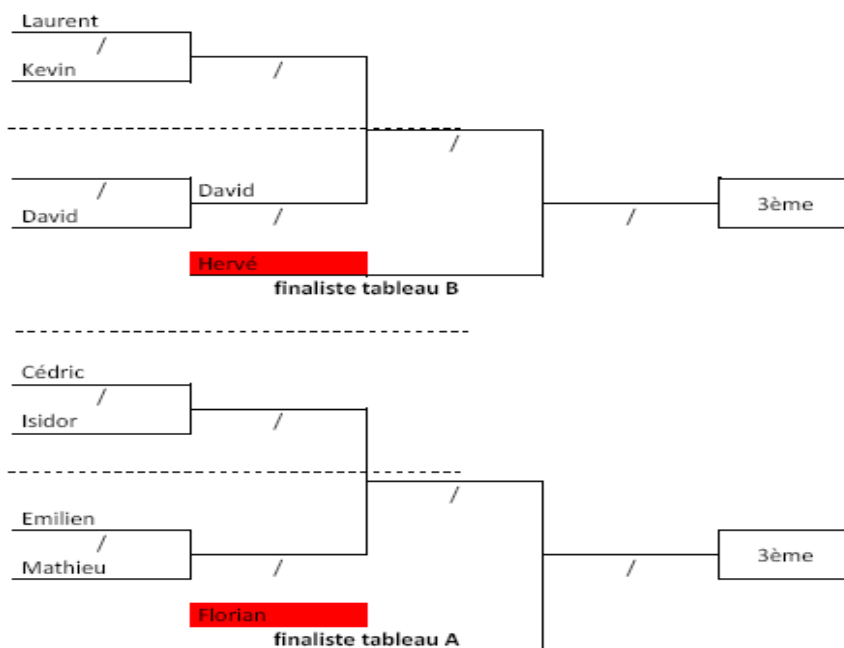 Laurent
/
Kevin
/
/
/
David
David
/
/
3ème
Hervé
finaliste tableau B
Cédric
/
Isidor
/
/
Emilien
/
Mathieu
/
/
3ème
Florian
finaliste tableau A